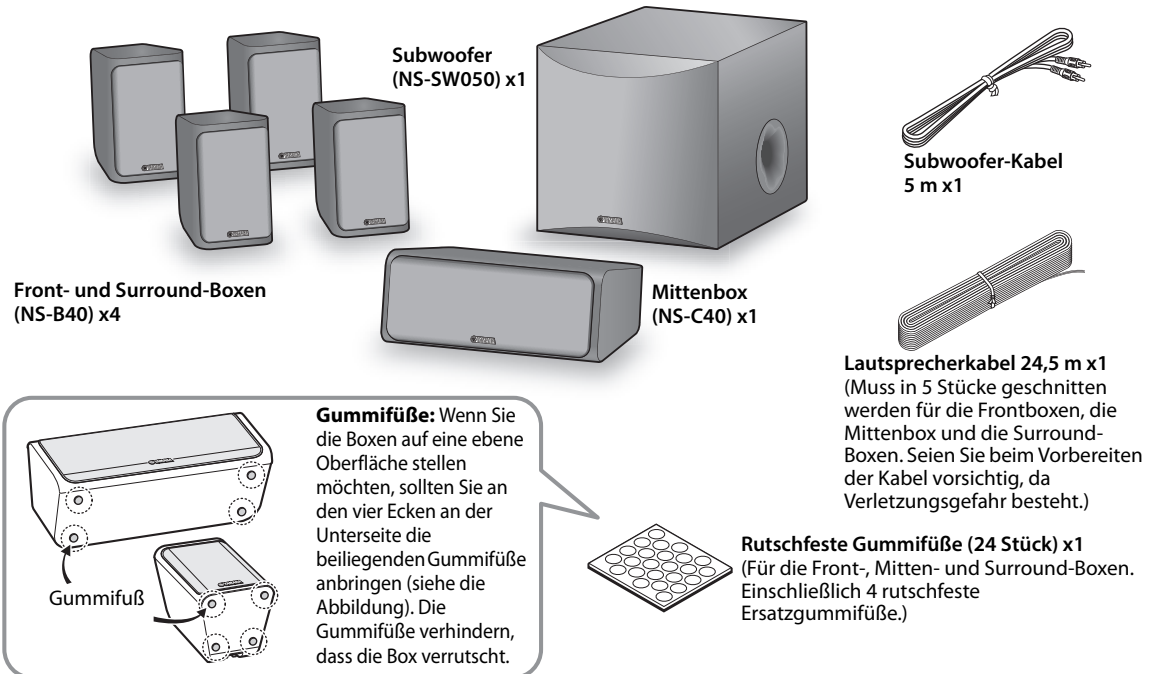 Subwoofer
(NS-SW050) x1
Subwoofer-Kabel
5 m x1
Front- und Surround-Boxen
(NS-B40) x4
Mittenbox
(NS-C40) x1
Lautsprecherkabel 24,5 m x1
(Muss in 5 Stücke geschnitten
werden für die Frontboxen, die
Mittenbox und die Surround-
Boxen. Seien Sie beim Vorbereiten
der Kabel vorsichtig, da
Verletzungsgefahr besteht.)
Gummifüße: Wenn Sie
die Boxen auf eine ebene
Oberfläche stellen
möchten, sollten Sie an
den vier Ecken an der
Unterseite die
beiliegenden Gummifüße
anbringen (siehe die
Abbildung). Die
Gummifüße verhindern,
dass die Box verrutscht.
Gummifuß
Rutschfeste Gummifüße (24 Stück) x1
(Für die Front-, Mitten- und Surround-Boxen.
Einschließlich 4 rutschfeste
Ersatzgummifüße.)